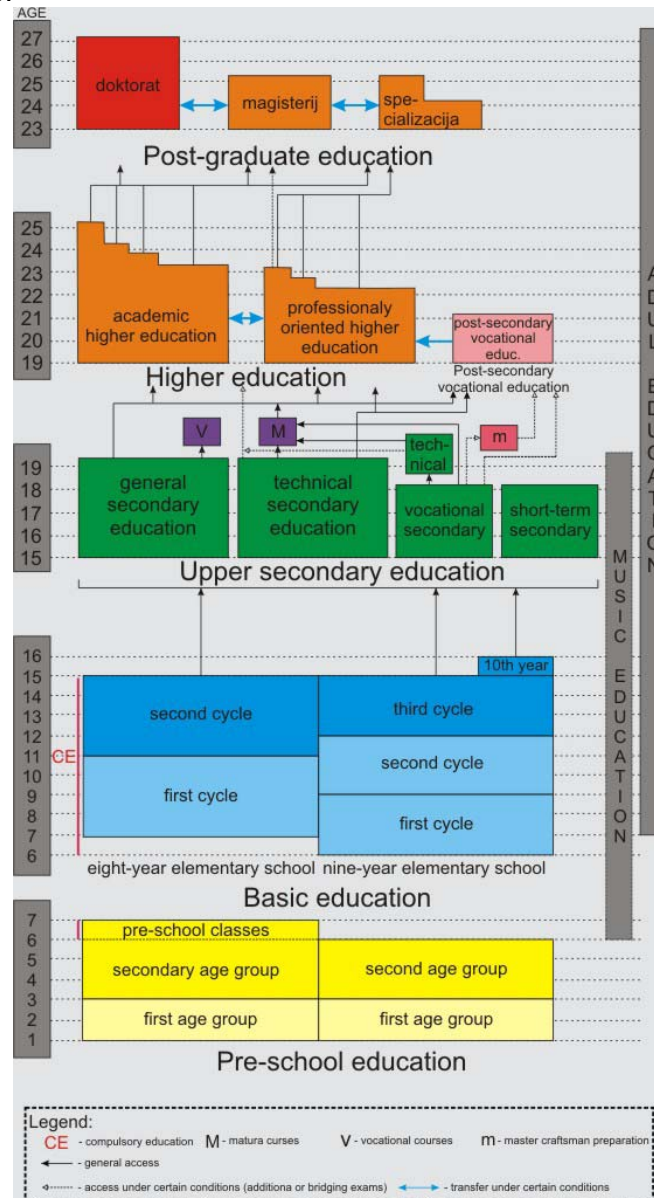 AGE
27
26
25
24
23
doktorat
magisterij
spe-
cializacija
Post-graduate education
25
24
23
22
21
20
19
academic
higher education
professionaly
oriented higher
education
post-secondary
vocational
educ.
Higher education
Post-secondary
vocational education
V
M
tech-
nical
m
19
18
17
16
15
general
secondary
education
technical
secondary
education
vocational
secondary
short-term
secondary
Upper secondary education
16
15
14
13
12
11
10
9
8
7
6
CE
10th year
second cycle
third cycle
first cycle
second cycle
first cycle
eight-year elementary school
nine-year elementary school
Basic education
7
6
5
4
3
2
1
pre-school classes
secondary age group
second age group
first age group
first age group
Pre-school education
MUSIC EDUCATION
ADUL EDUCATION
Legend:
CE - compulsory education M - matura curses V - vocational courses m - master craftsman preparation
- general access
- access under certain conditions (additiona or bridging exams) - transfer under certain conditions